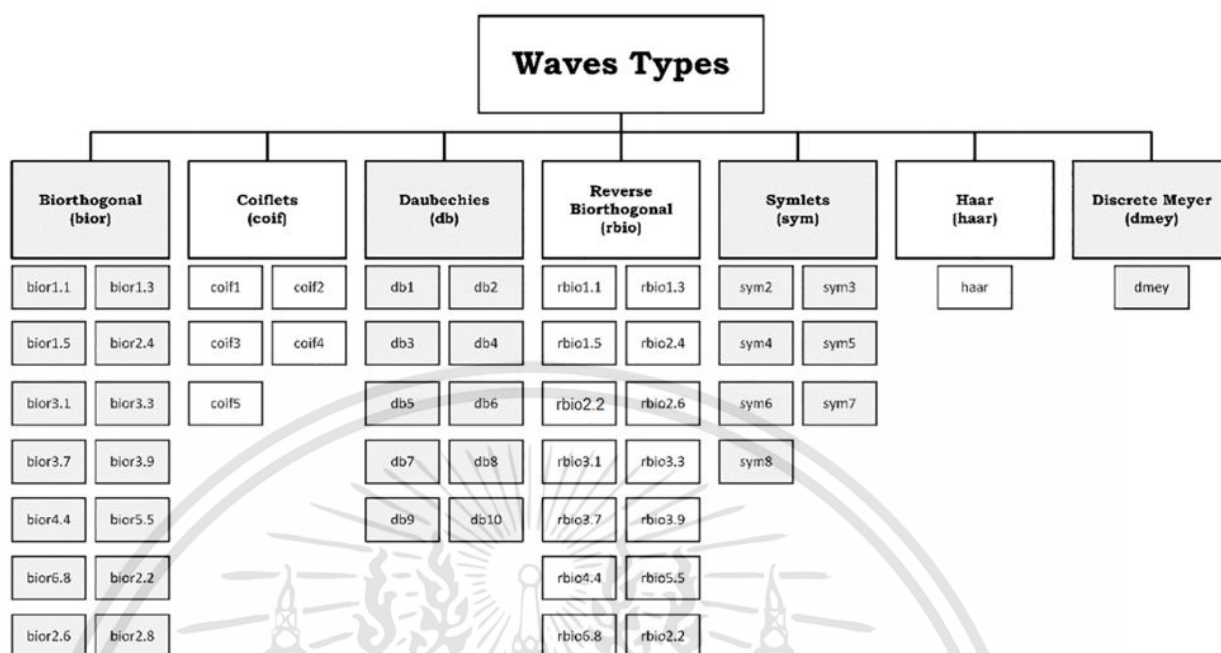 Waves Types
Biorthogonal
(bior)
Coiflets
(coif)
Daubechies
(db)
Reverse
Biorthogonal
(rbio)
Symlets
(sym)
Haar
(haar)
Discrete Meyer
(dmey)
bior1.1 bior1.3 coif1 coif2 db1 db2 rbio1.1 rbio1.3 sym2 sym3 haar dmey
bior1.5 bior2.4 coif3 coif4 db3 db4 rbio1.5 rbio2.4 sym4 sym5
bior3.1 bior3.3 coif5 db5 db6 rbio2.2 rbio2.6 sym6 sym7
bior3.7 bior3.9 db7 db8 rbio3.1 rbio3.3 sym8
bior4.4 bior5.5 db9 db10 rbio3.7 rbio3.9
bior6.8 bior2.2 rbio4.4 rbio5.5
bior2.6 bior2.8 rbio6.8 rbio2.2